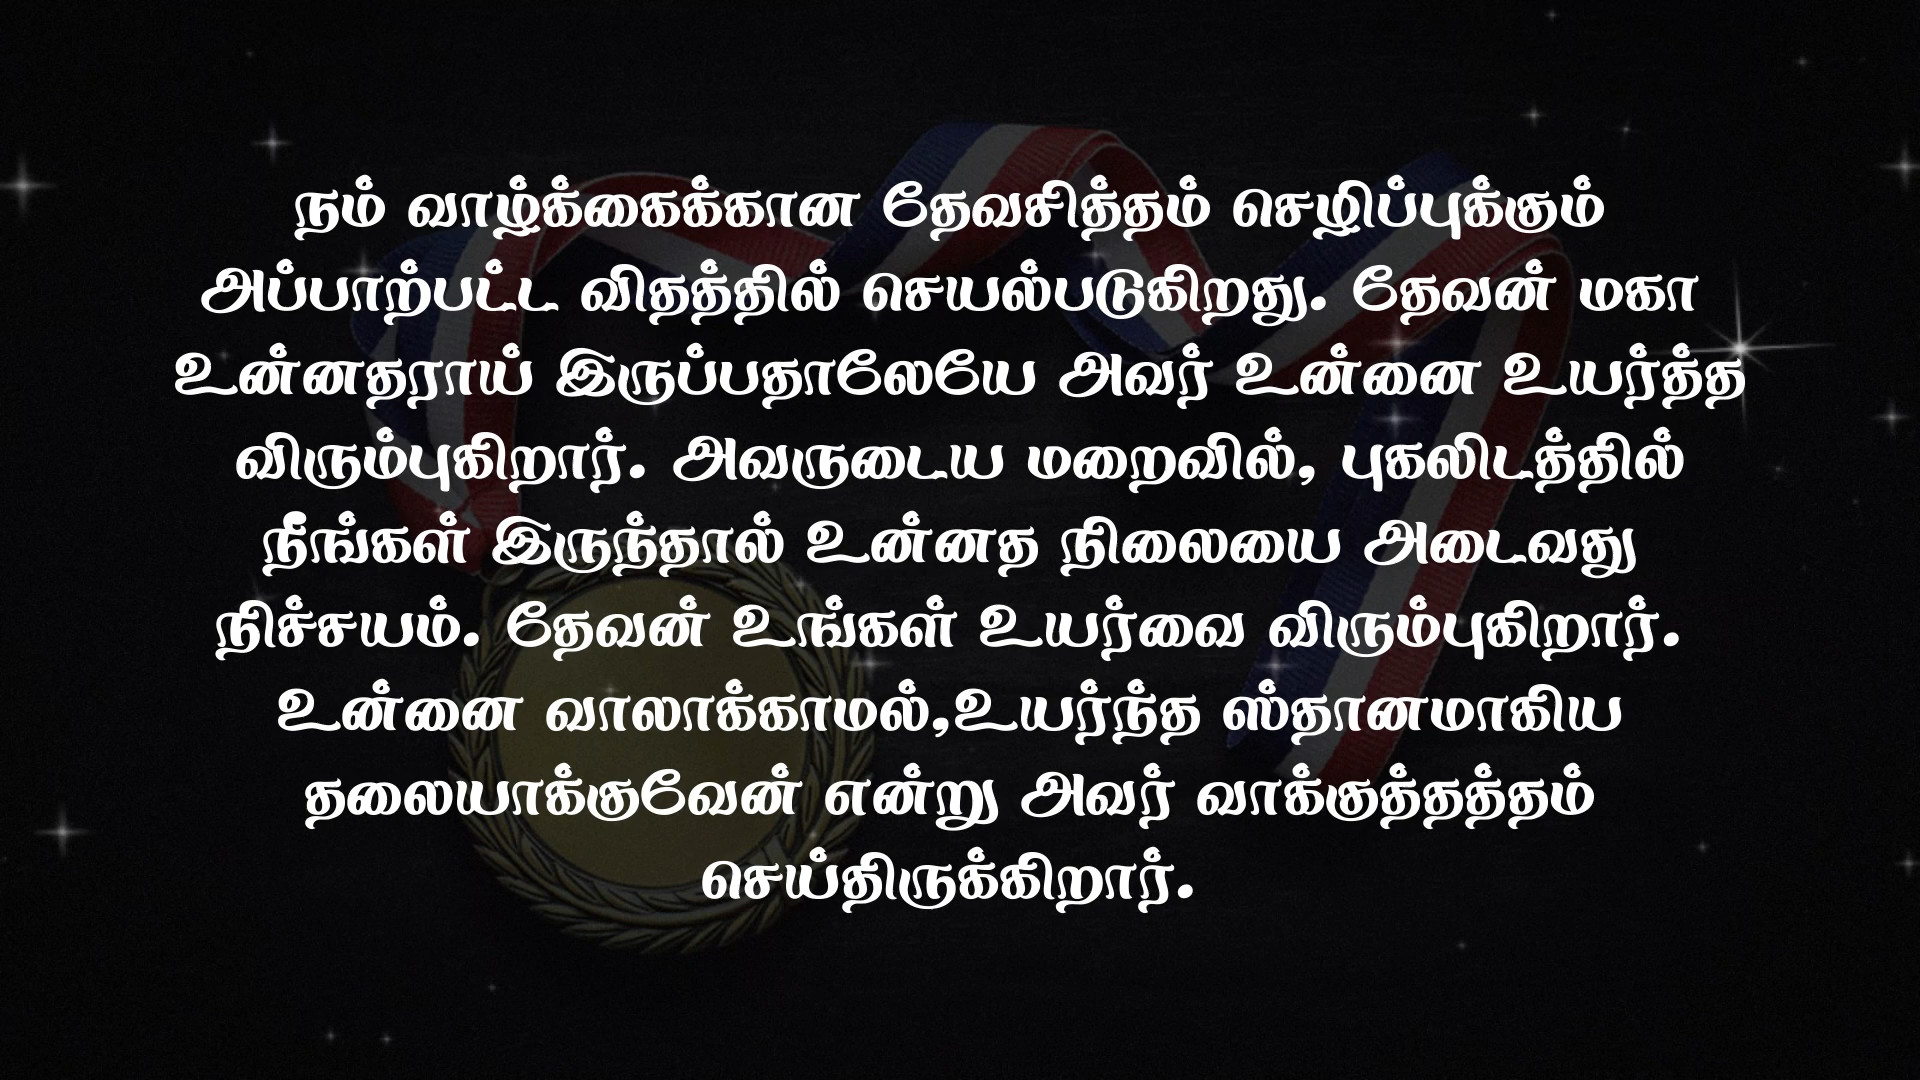 நம் வாழ்க்கைக்கான தேவசித்தம் செழிப்புக்கும்
அப்பாற்பட்ட விதத்தில் செயல்படுகிறது. தேவன் மகா
உன்னதராய் இருப்பதாலேயே அவர் உன்னை உயர்த்த
விரும்புகிறார். அவருடைய மறைவில், புகலிடத்தில்
நீங்கள் இருந்தால் உன்னத நிலையை அடைவது
நிச்சயம். தேவன் உங்கள் உயர்வை விரும்புகிறார்.
உன்னை வாலாக்காமல்,உயர்ந்த ஸ்தானமாகிய
தலையாக்குவேன் என்று அவர் வாக்குத்தத்தம்
செய்திருக்கிறார்.